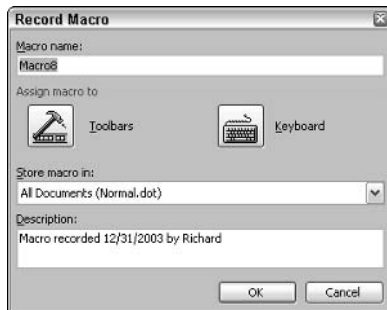 Record Macro
Macro name:
Macro8
Assign macro to
Toolbars
Keyboard
Store macro in:
All Documents (Normal.dot)
Description:
Macro recorded 12/31/2003 by Richard
OK
Cancel